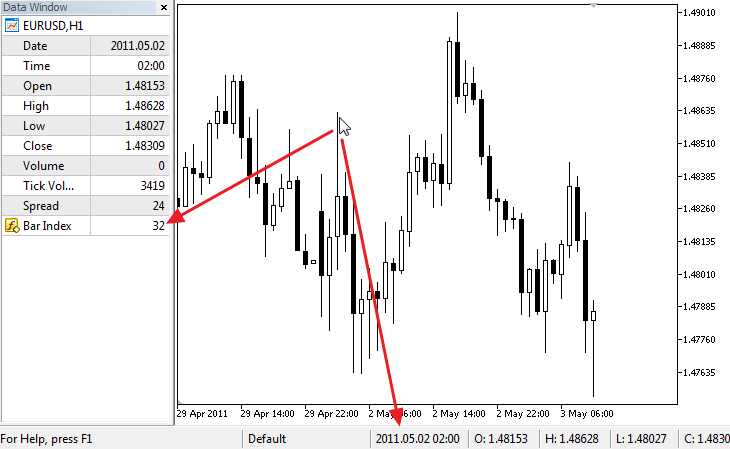 Data Window
EURUSD,H1
Date 2011.05.02
Time 02:00
Open 1.48153
High 1.48628
Low 1.48027
Close 1.48309
Volume 0
Tick Vol... 3419
Spread 24
Bar Index 32
1.49010
1.48885
1.48760
1.48635
1.48510
1.48385
1.48260
1.48135
1.48010
1.47885
1.47760
1.47635
29 Apr 2011 29 Apr 14:00 29 Apr 22:00 2 May 06:00 2 May 14:00 2 May 22:00 3 May 06:00
For Help, press F1 Default 2011.05.02 02:00 O: 1.48153 H: 1.48628 L: 1.48027 C: 1.4830